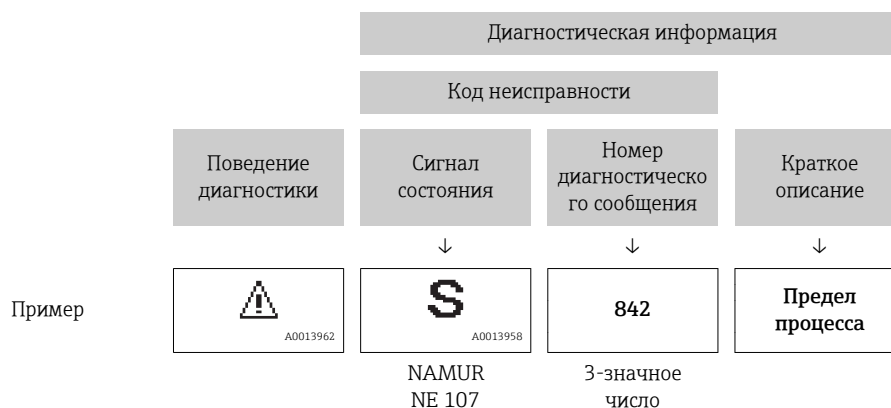 Диагностическая информация
Код неисправности
Поведение
диагностики
Сигнал
состояния
Номер
диагностическо
го сообщения
Краткое
описание
↓ ↓ ↓
Пример
A0013962
S
A0013958
842
Предел
процесса
NAMUR
NE 107
3-значное
число